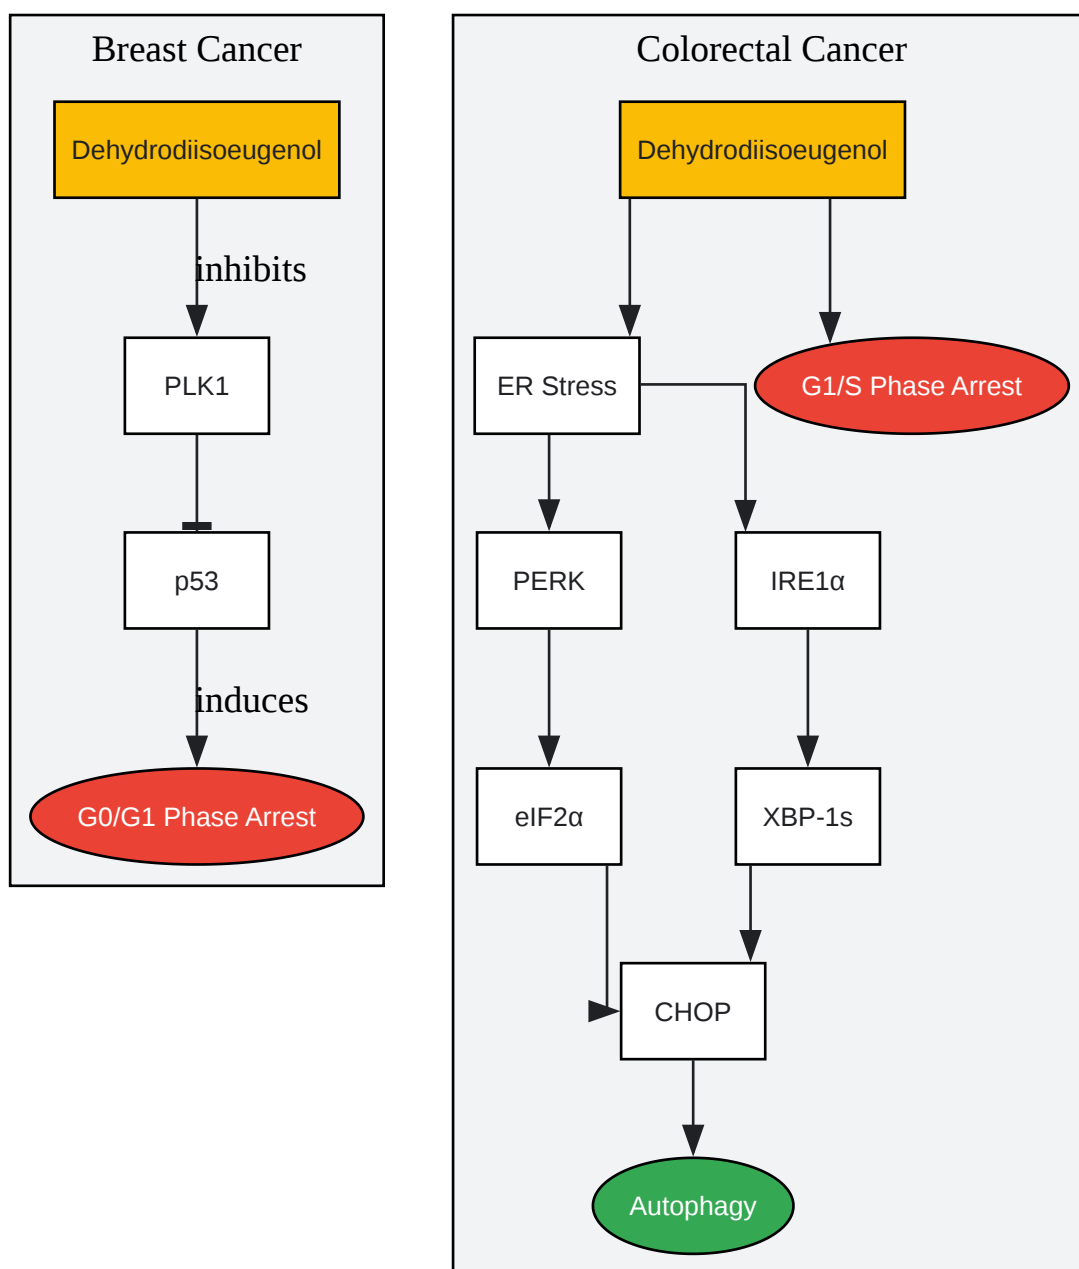 Breast Cancer
Dehydrodiisoeugenol
inhibits
PLK1
p53
induces
G0/G1 Phase Arrest
Colorectal Cancer
Dehydrodiisoeugenol
ER Stress
G1/S Phase Arrest
PERK
IRE1α
eIF2α
XBP-1s
CHOP
Autophagy